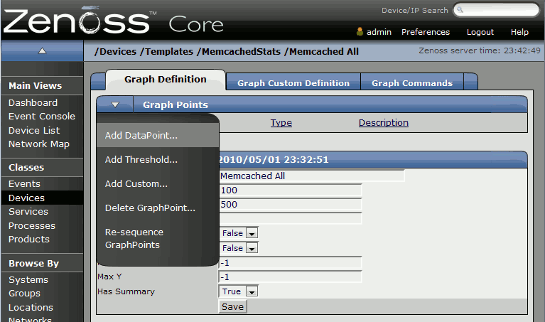 Zenoss Core
Device/IP Search
admin Preferences Logout Help
/Devices /Templates /MemcachedStats /Memcached All
Zenoss server time: 23:42:49
Main Views
Dashboard
Event Console
Device List
Network Map
Classes
Events
Devices
Services
Processes
Products
Browse By
Systems
Groups
Locations
Networks
Graph Definition
Graph Custom Definition
Graph Commands
Graph Points
Type Description
Add DataPoint...
Add Threshold...
Add Custom...
Delete GraphPoint...
Re-sequence
GraphPoints
2010/05/01 23:32:51
Memcached All
100
500
False
False
-1
Max Y -1
Has Summary True
Save